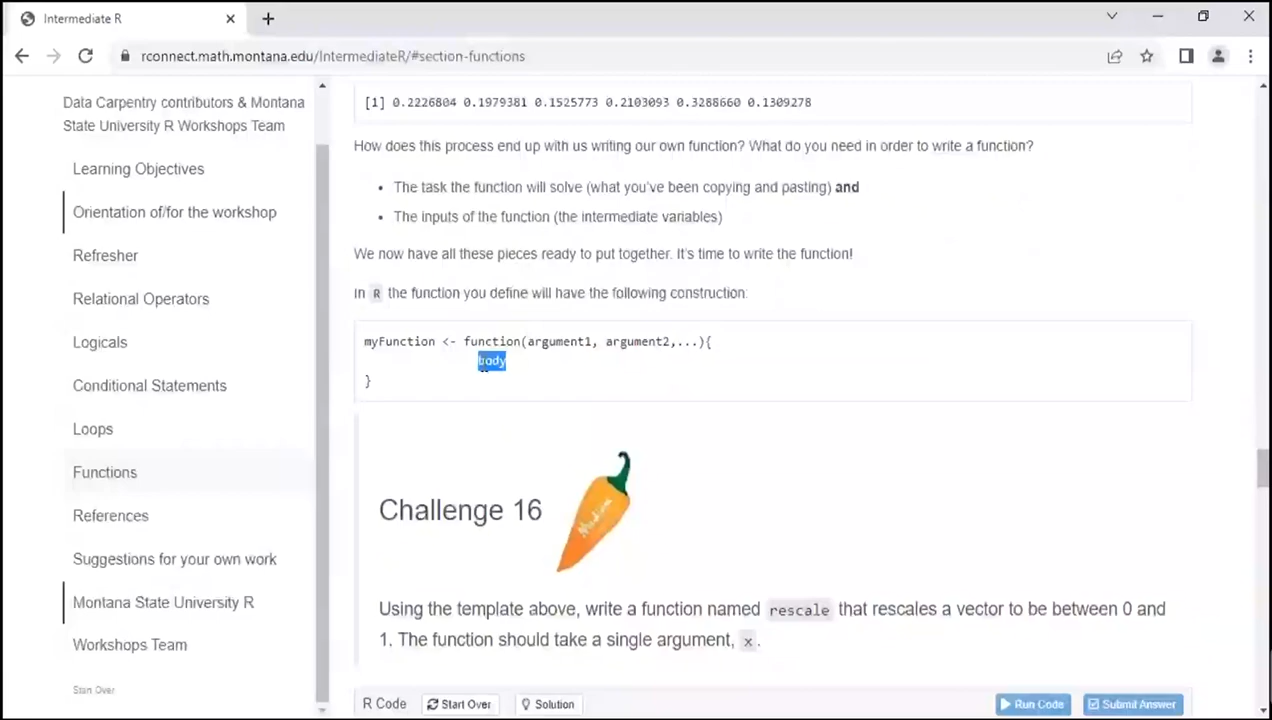 Intermediate R
rconnect.math.montana.edu/IntermediateR/#section-functions
Data Carpentry contributors & Montana
State University R Workshops Team
Learning Objectives
Orientation of/for the workshop
Refresher
Relational Operators
Logicals
Conditional Statements
Loops
Functions
References
Suggestions for your own work
Montana State University R
Workshops Team
Start Over
[1] 0.2226804 0.1979381 0.1525773 0.2103093 0.3288660 0.1309278
How does this process end up with us writing our own function? What do you need in order to write a function?
• The task the function will solve (what you've been copying and pasting) and
• The inputs of the function (the intermediate variables)
We now have all these pieces ready to put together. It's time to write the function!
In R the function you define will have the following construction:
myFunction <- function(argument1, argument2,...){
body
}
Challenge 16
Medium
Using the template above, write a function named rescale that rescales a vector to be between 0 and
1. The function should take a single argument, x.
R Code Start Over Solution Run Code Submit Answer